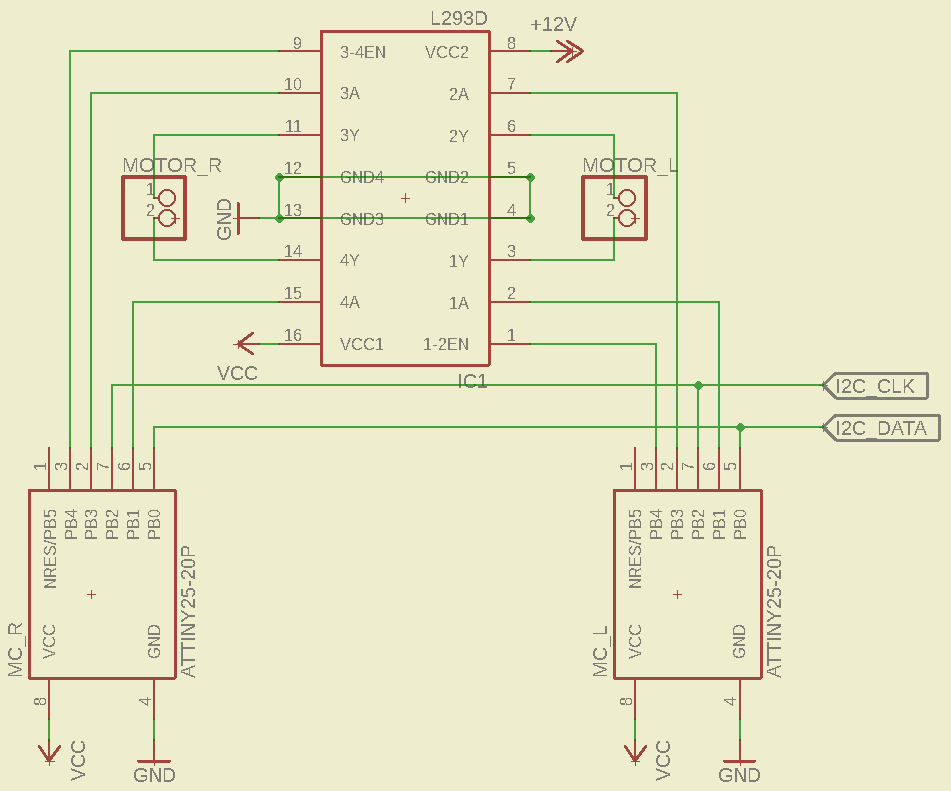 L293D
+12V
9 3-4EN VCC2 8
10 3A 2A 7
11 3Y 2Y 6
MOTOR_R MOTOR_L
12 GND4 GND2 5
1 1
2 2
GND 13 GND3 GND1 4
14 4Y 1Y 3
15 4A 1A 2
16 VCC1 1-2EN 1
VCC
IC1
I2C_CLK
I2C_DATA
1 3 2 7 6 5
NRES/PB5 PB4 PB3 PB2 PB1 PB0
VCC GND
MC_R
ATTINY25-20P
8 4
VCC
GND
1 3 2 7 6 5
NRES/PB5 PB4 PB3 PB2 PB1 PB0
VCC GND
MC_L
ATTINY25-20P
8 4
VCC
GND